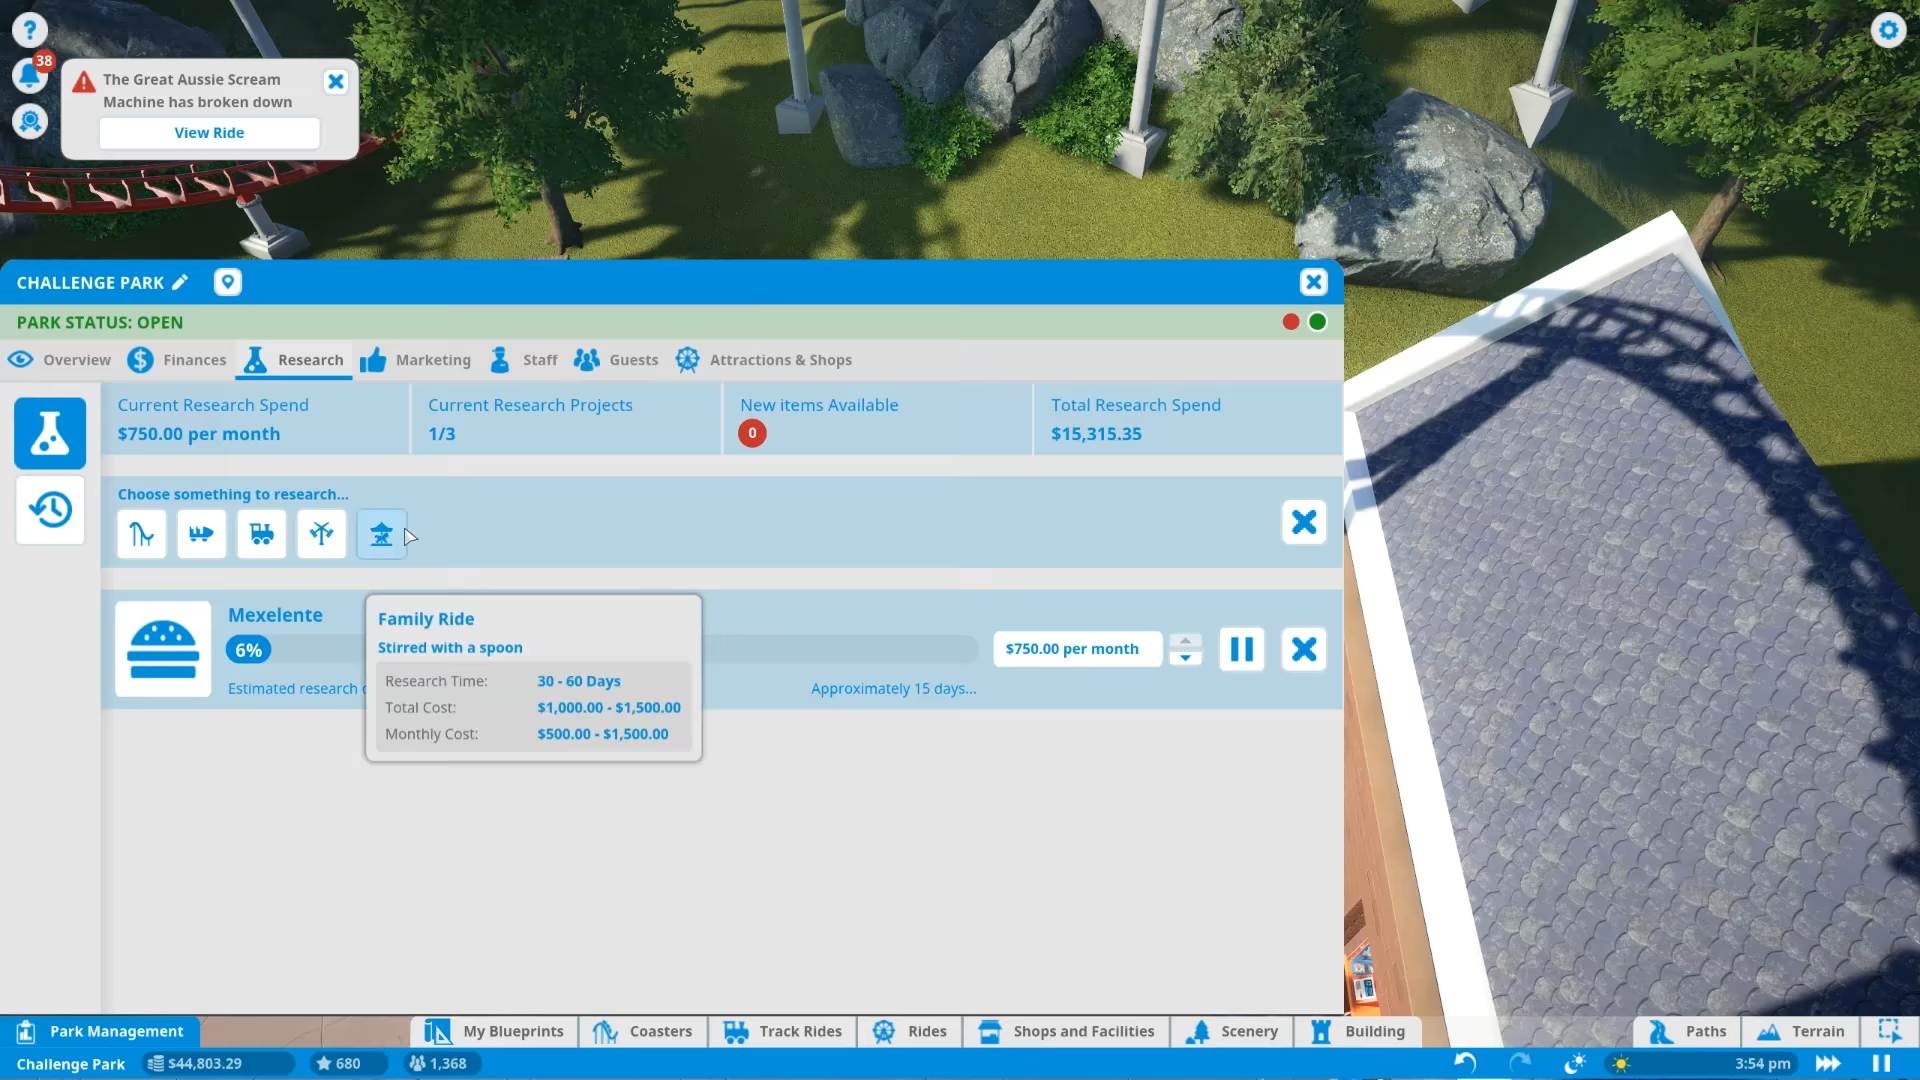 ?
38
The Great Aussie Scream
Machine has broken down
View Ride
CHALLENGE PARK
PARK STATUS: OPEN
Overview
Finances
Research
Marketing
Staff
Guests
Attractions & Shops
Current Research Spend
$750.00 per month
Current Research Projects
1/3
New items Available
0
Total Research Spend
$15,315.35
Choose something to research...
Mexelente
6%
$750.00 per month
Estimated research
Approximately 15 days...
Family Ride
Stirred with a spoon
Research Time: 30 - 60 Days
Total Cost: $1,000.00 - $1,500.00
Monthly Cost: $500.00 - $1,500.00
Park Management
My Blueprints
Coasters
Track Rides
Rides
Shops and Facilities
Scenery
Building
Paths
Terrain
Challenge Park
$44,803.29
680
1,368
3:54 pm